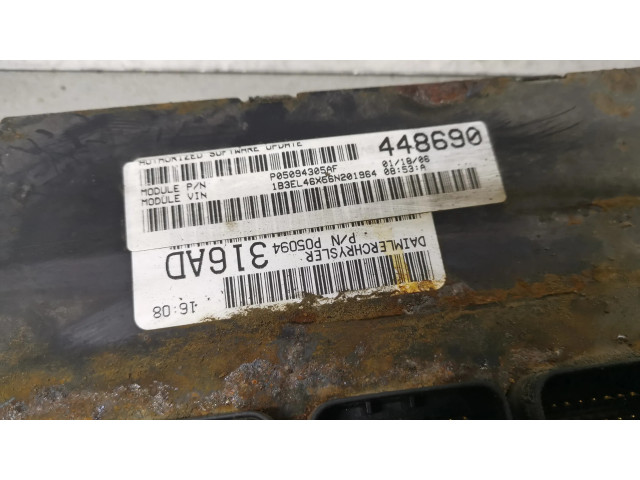 AUTHORIZED SOFTWARE UPDATE
448690
MODULE P/N P05094305AF 01/18/06
MODULE VIN 1B3EL46X66N201964 08:53:A
DAIMLERCHRYSLER
P/N P05094
316AD
16:08